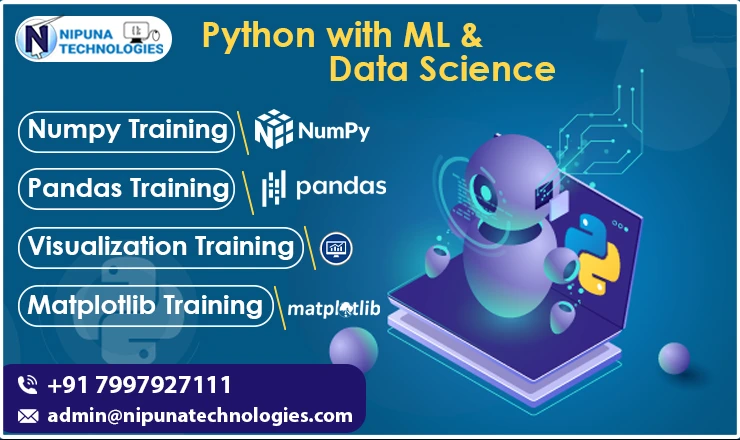 NIPUNA
TECHNOLOGIES
Python with ML &
Data Science
Numpy Training
NumPy
Pandas Training
pandas
Visualization Training
Matplotlib Training
matplotlib
+91 7997927111
admin@nipunatechnologies.com